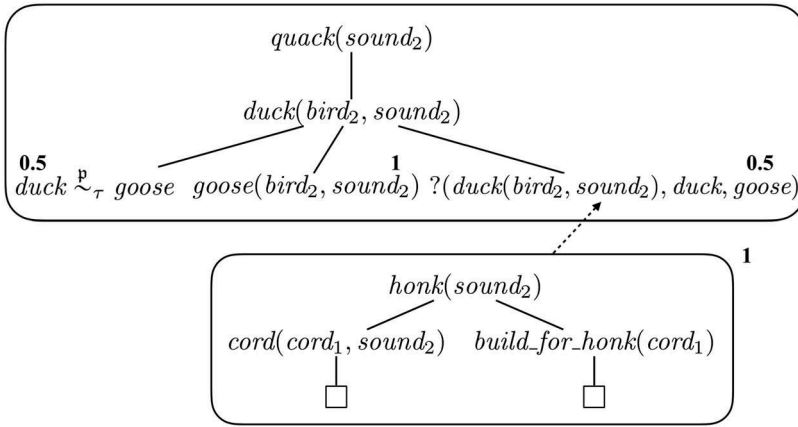 quack(sound₂)
duck(bird₂, sound₂)
0.5 1 0.5
duck 𝔭∼τ goose goose(bird₂, sound₂) ?(duck(bird₂, sound₂), duck, goose)
1
honk(sound₂)
cord(cord₁, sound₂) build_for_honk(cord₁)